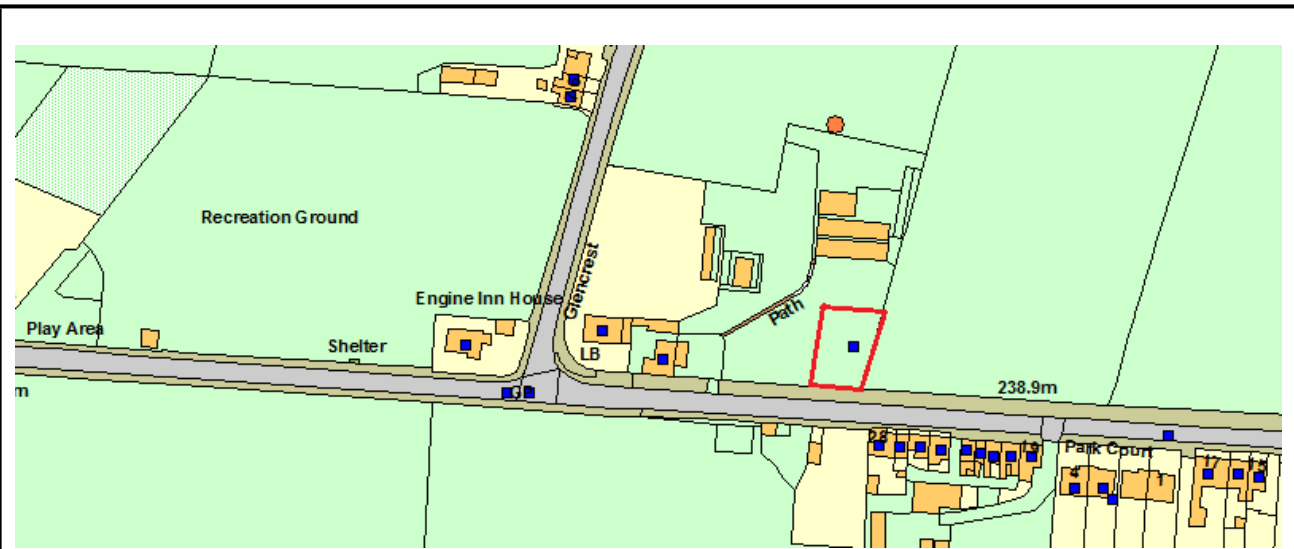 Recreation Ground
Glencrest
Engine Inn House
Path
Play Area
Shelter
LB
m
238.9m
28
19
Park Court
4
1
17
15